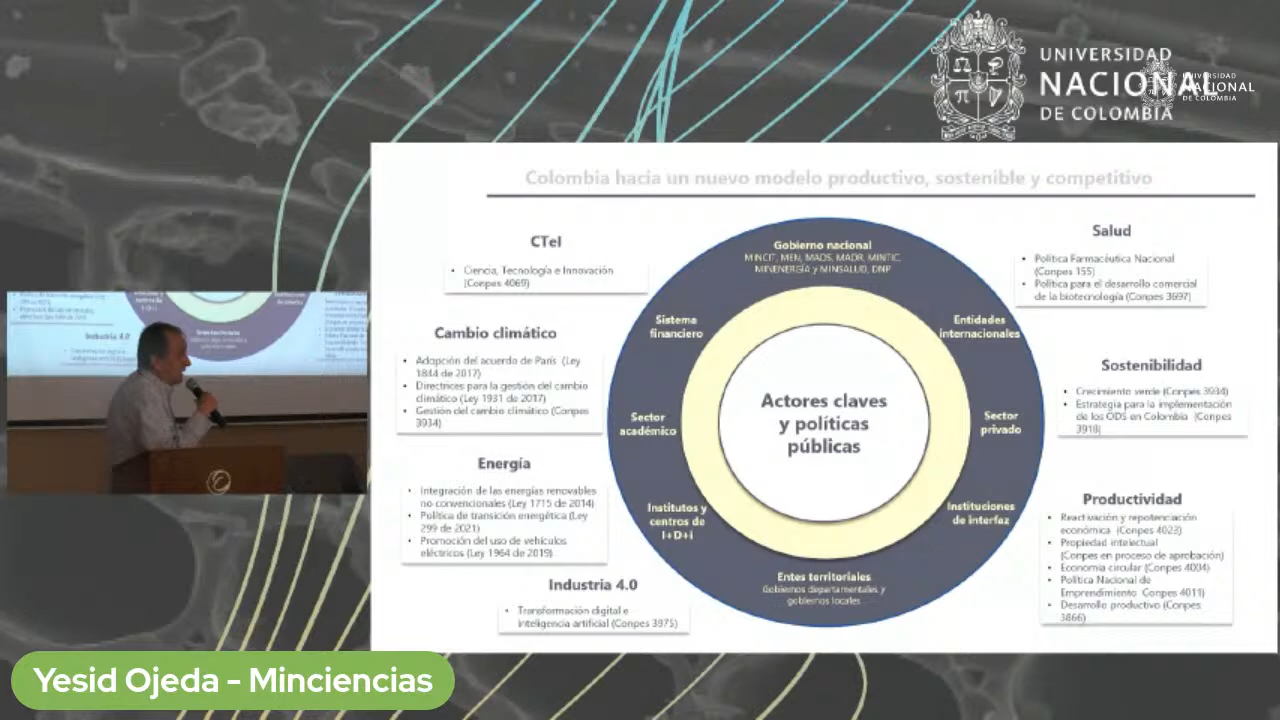 UNIVERSIDAD
NACIONAL
DE COLOMBIA
UNIVERSIDAD
NACIONAL
DE COLOMBIA
Colombia hacia un nuevo modelo productivo, sostenible y competitivo
CTeI
• Ciencia, Tecnología e Innovación
(Conpes 4069)
Cambio climático
• Adopción del acuerdo de París (Ley
1844 de 2017)
• Directrices para la gestión del cambio
climático (Ley 1931 de 2017)
• Gestión del cambio climático (Conpes
3934)
Energía
• Integración de las energías renovables
no convencionales (Ley 1715 de 2014)
• Política de transición energética (Ley
299 de 2021)
• Promoción del uso de vehículos
eléctricos (Ley 1964 de 2019)
Industria 4.0
• Transformación digital e
inteligencia artificial (Conpes 3975)
Gobierno nacional
MINCIT, MEN, MADS, MADR, MINTIC,
MINENERGÍA y MINSALUD, DNP
Sistema
financiero
Entidades
internacionales
Sector
académico
Sector
privado
Institutos y
centros de
I+D+i
Instituciones
de interfaz
Entes territoriales
Gobiernos departamentales y
gobiernos locales
Actores claves
y políticas
públicas
Salud
• Política Farmacéutica Nacional
(Conpes 155)
• Política para el desarrollo comercial
de la biotecnología (Conpes 3697)
Sostenibilidad
• Crecimiento verde (Conpes 3934)
• Estrategia para la implementación
de los ODS en Colombia (Conpes
3918)
Productividad
• Reactivación y repotenciación
económica (Conpes 4023)
• Propiedad intelectual
(Conpes en proceso de aprobación)
• Economía circular (Conpes 4004)
• Política Nacional de
Emprendimiento Conpes 4011)
• Desarrollo productivo (Conpes
3866)
Industria 4.0
Yesid Ojeda - Minciencias